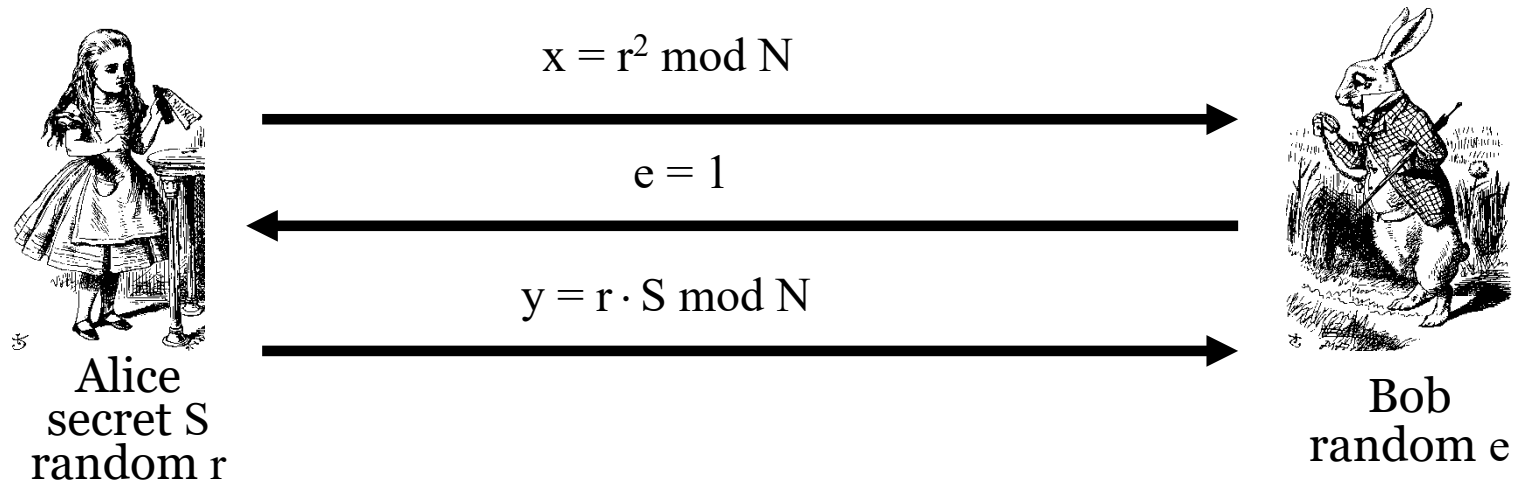 x = r² mod N
e = 1
y = r · S mod N
Alice
secret S
random r
Bob
random e